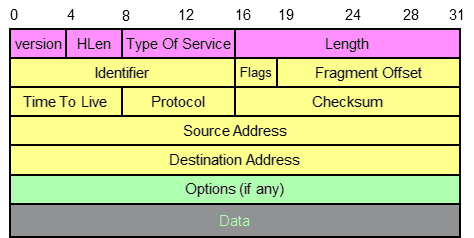 0 4 8 12 16 19 24 28 31
version HLen Type Of Service Length
Identifier Flags Fragment Offset
Time To Live Protocol Checksum
Source Address
Destination Address
Options (if any)
Data